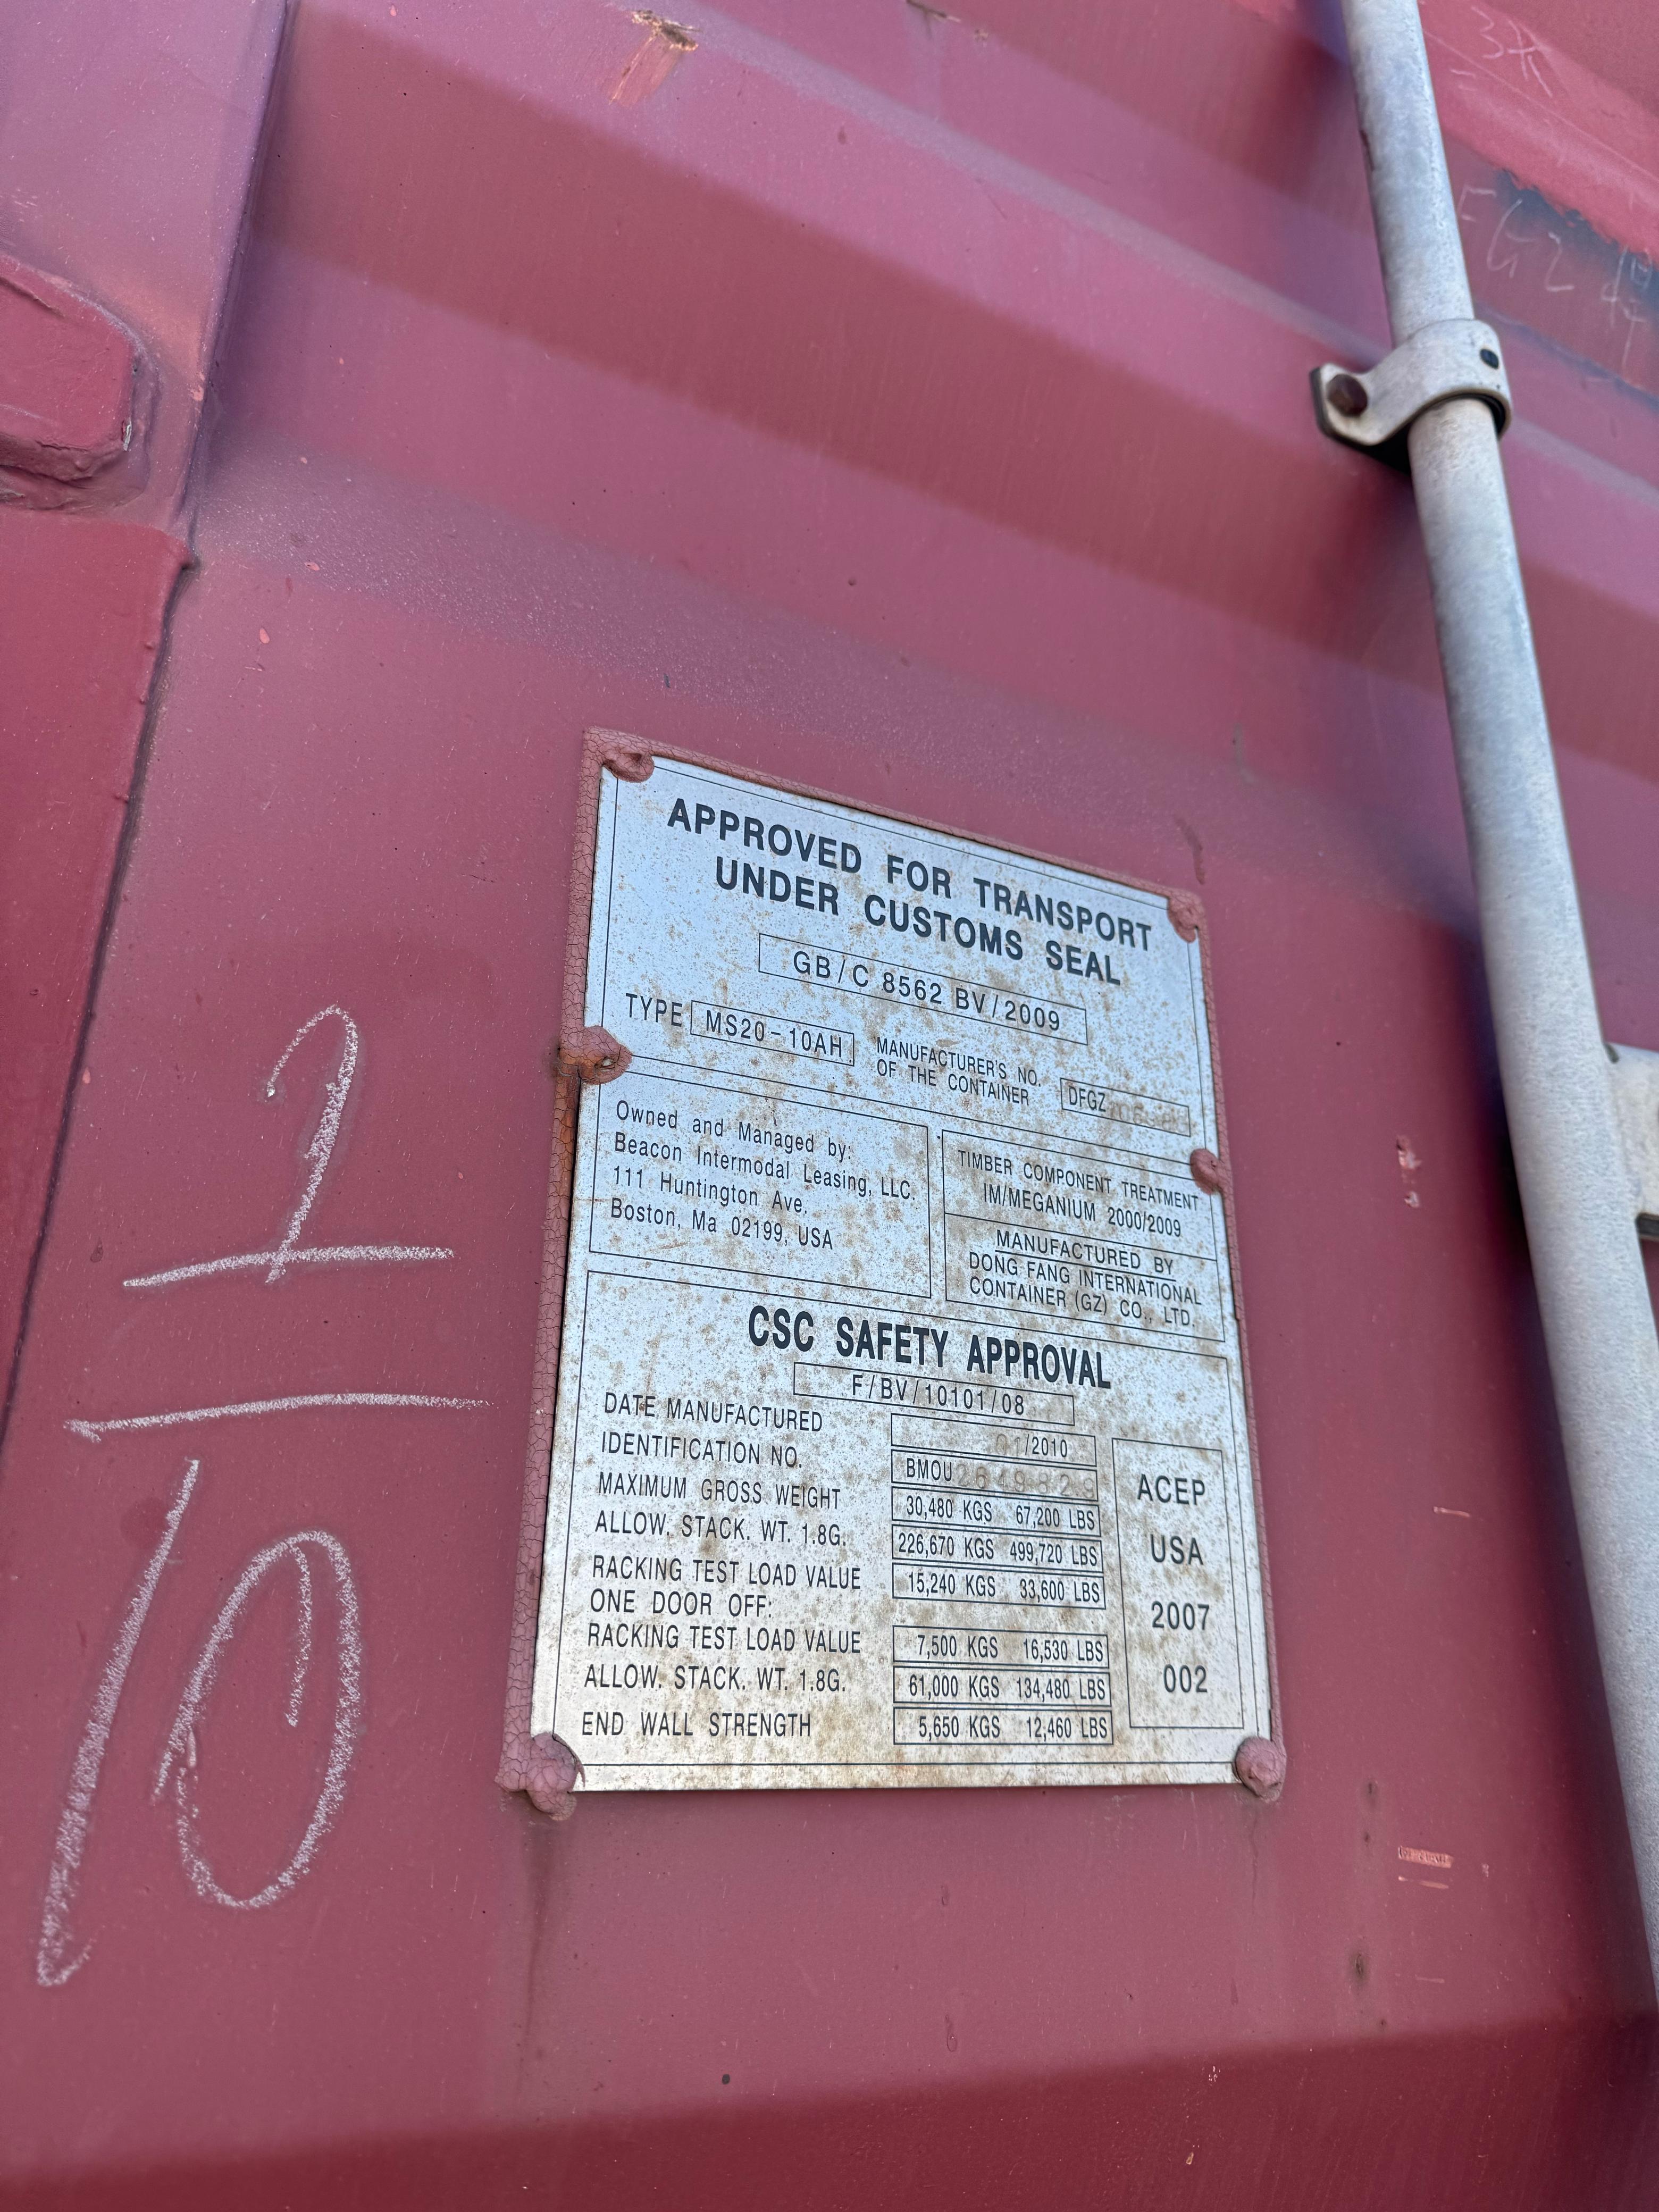 APPROVED FOR TRANSPORT
UNDER CUSTOMS SEAL
GB/C 8562 BV/2009
TYPE MS20-10AH
MANUFACTURER'S NO.
OF THE CONTAINER
DFGZ
Owned and Managed by:
Beacon Intermodal Leasing, LLC.
111 Huntington Ave,
Boston, Ma 02199, USA
TIMBER COMPONENT TREATMENT
IM/MEGANIUM 2000/2009
MANUFACTURED BY
DONG FANG INTERNATIONAL
CONTAINER (GZ) CO., LTD.
CSC SAFETY APPROVAL
F/BV/10101/08
DATE MANUFACTURED 01/2010
IDENTIFICATION NO. BMOU2649829
MAXIMUM GROSS WEIGHT 30,480 KGS 67,200 LBS
ALLOW. STACK. WT. 1.8G. 226,670 KGS 499,720 LBS
RACKING TEST LOAD VALUE 15,240 KGS 33,600 LBS
ONE DOOR OFF:
RACKING TEST LOAD VALUE 7,500 KGS 16,530 LBS
ALLOW. STACK. WT. 1.8G. 61,000 KGS 134,480 LBS
END WALL STRENGTH 5,650 KGS 12,460 LBS
ACEP
USA
2007
002
10